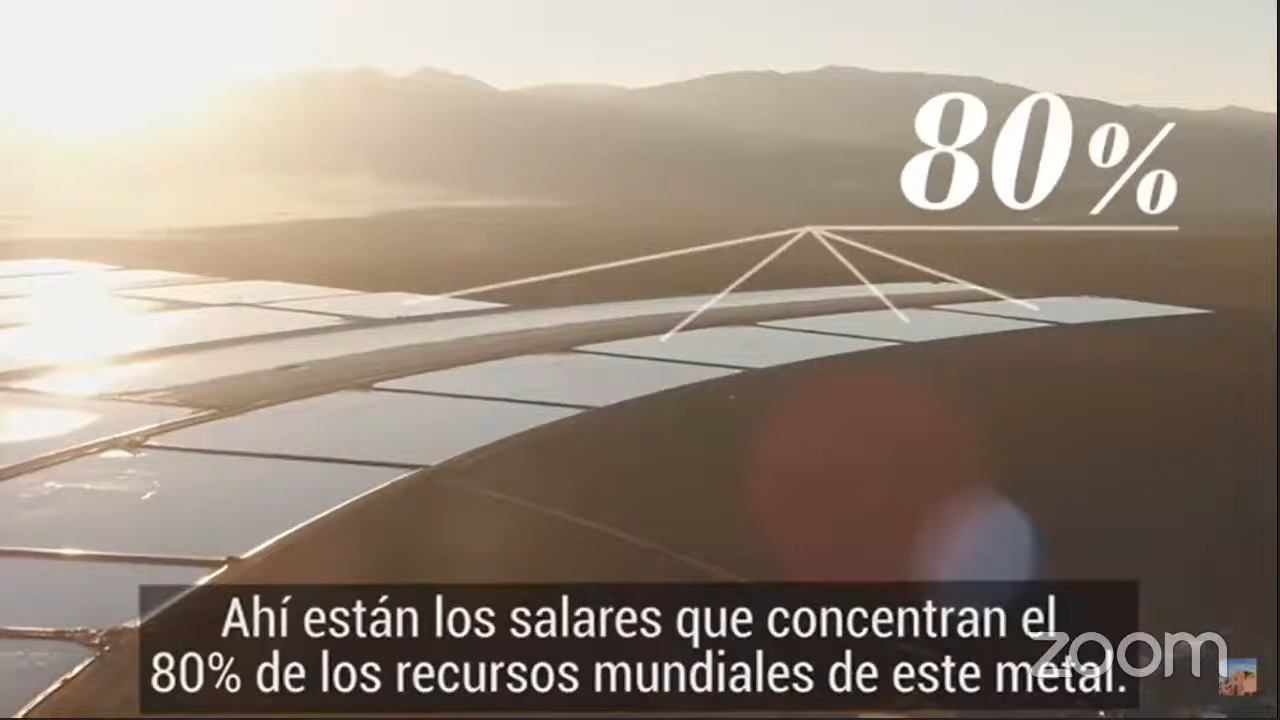 80%
Ahí están los salares que concentran el
80% de los recursos mundiales de este metal.
zoom